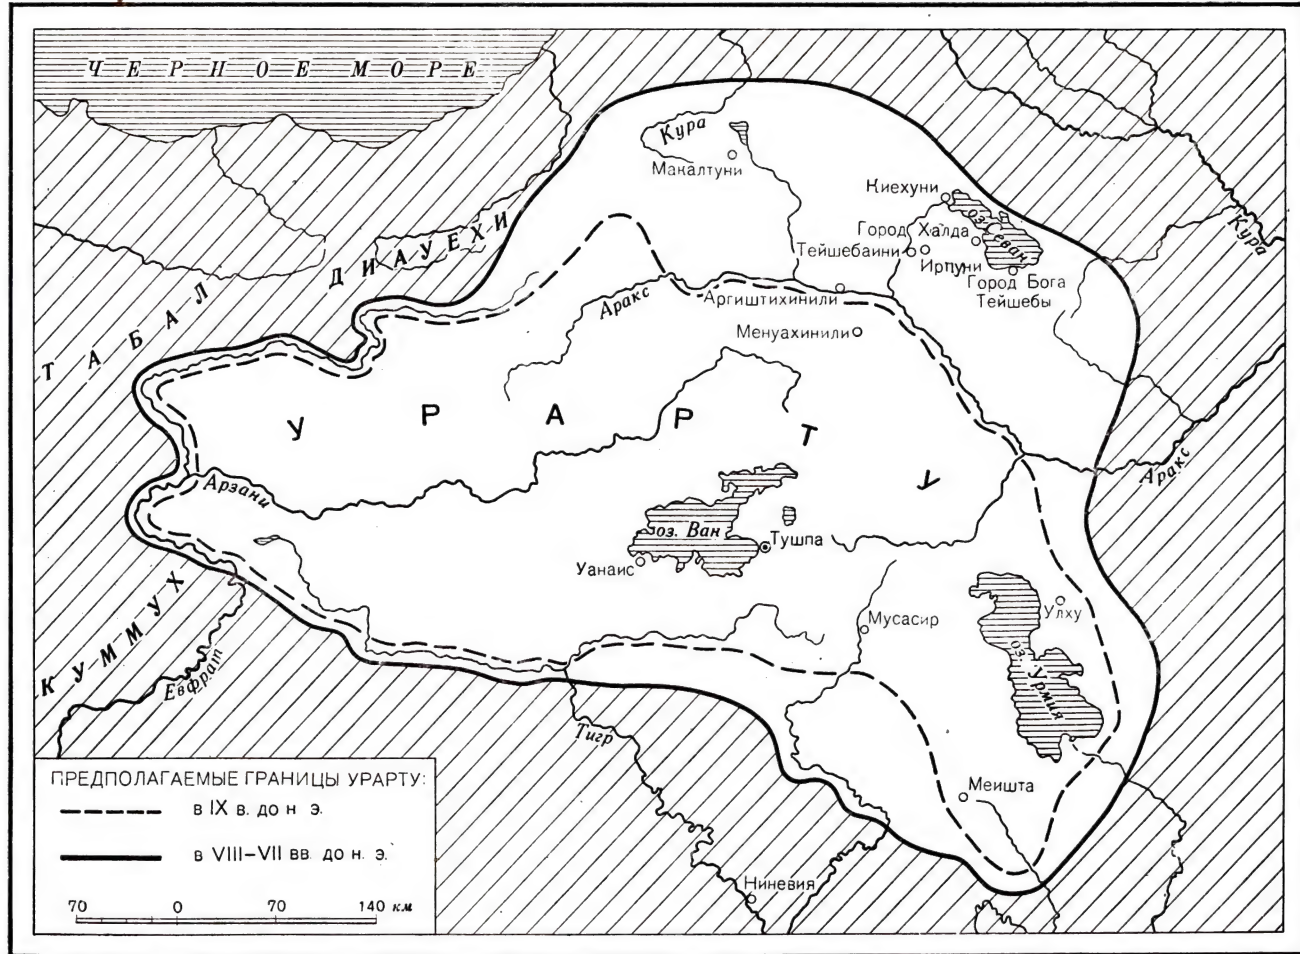 ЧЕРНОЕ МОРЕ
Кура
Макалтуни
Киехуни
оз. Севан
Кура
Город Халда
Тейшебаини
Ирпуни
Город Бога
Тейшебы
ДИАУЕХИ
ТАБАЛ
Аракс
Аргиштихинили
Менуахинили
УРАРТУ
Аракс
Арзани
оз. Ван
Тушпа
Уанаис
Мусасир
Улху
оз. Урмия
КУММУХ
Евфрат
Тигр
Меишта
Ниневия
ПРЕДПОЛАГАЕМЫЕ ГРАНИЦЫ УРАРТУ:
в IX в. до н э.
в VIII–VII вв. до н. э.
70 0 70 140 км